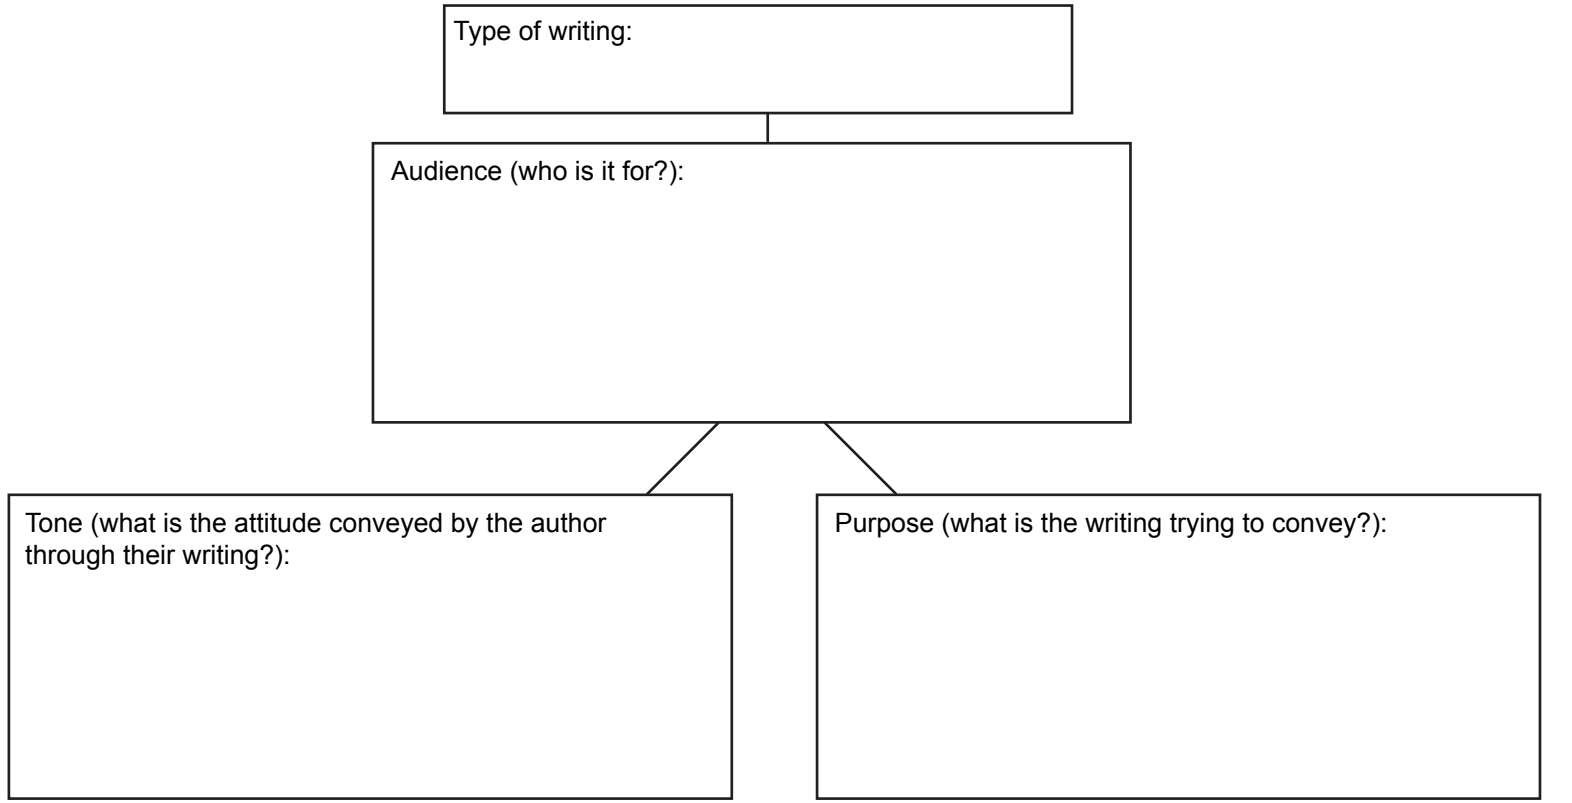 Type of writing:
Audience (who is it for?):
Tone (what is the attitude conveyed by the author
through their writing?):
Purpose (what is the writing trying to convey?):